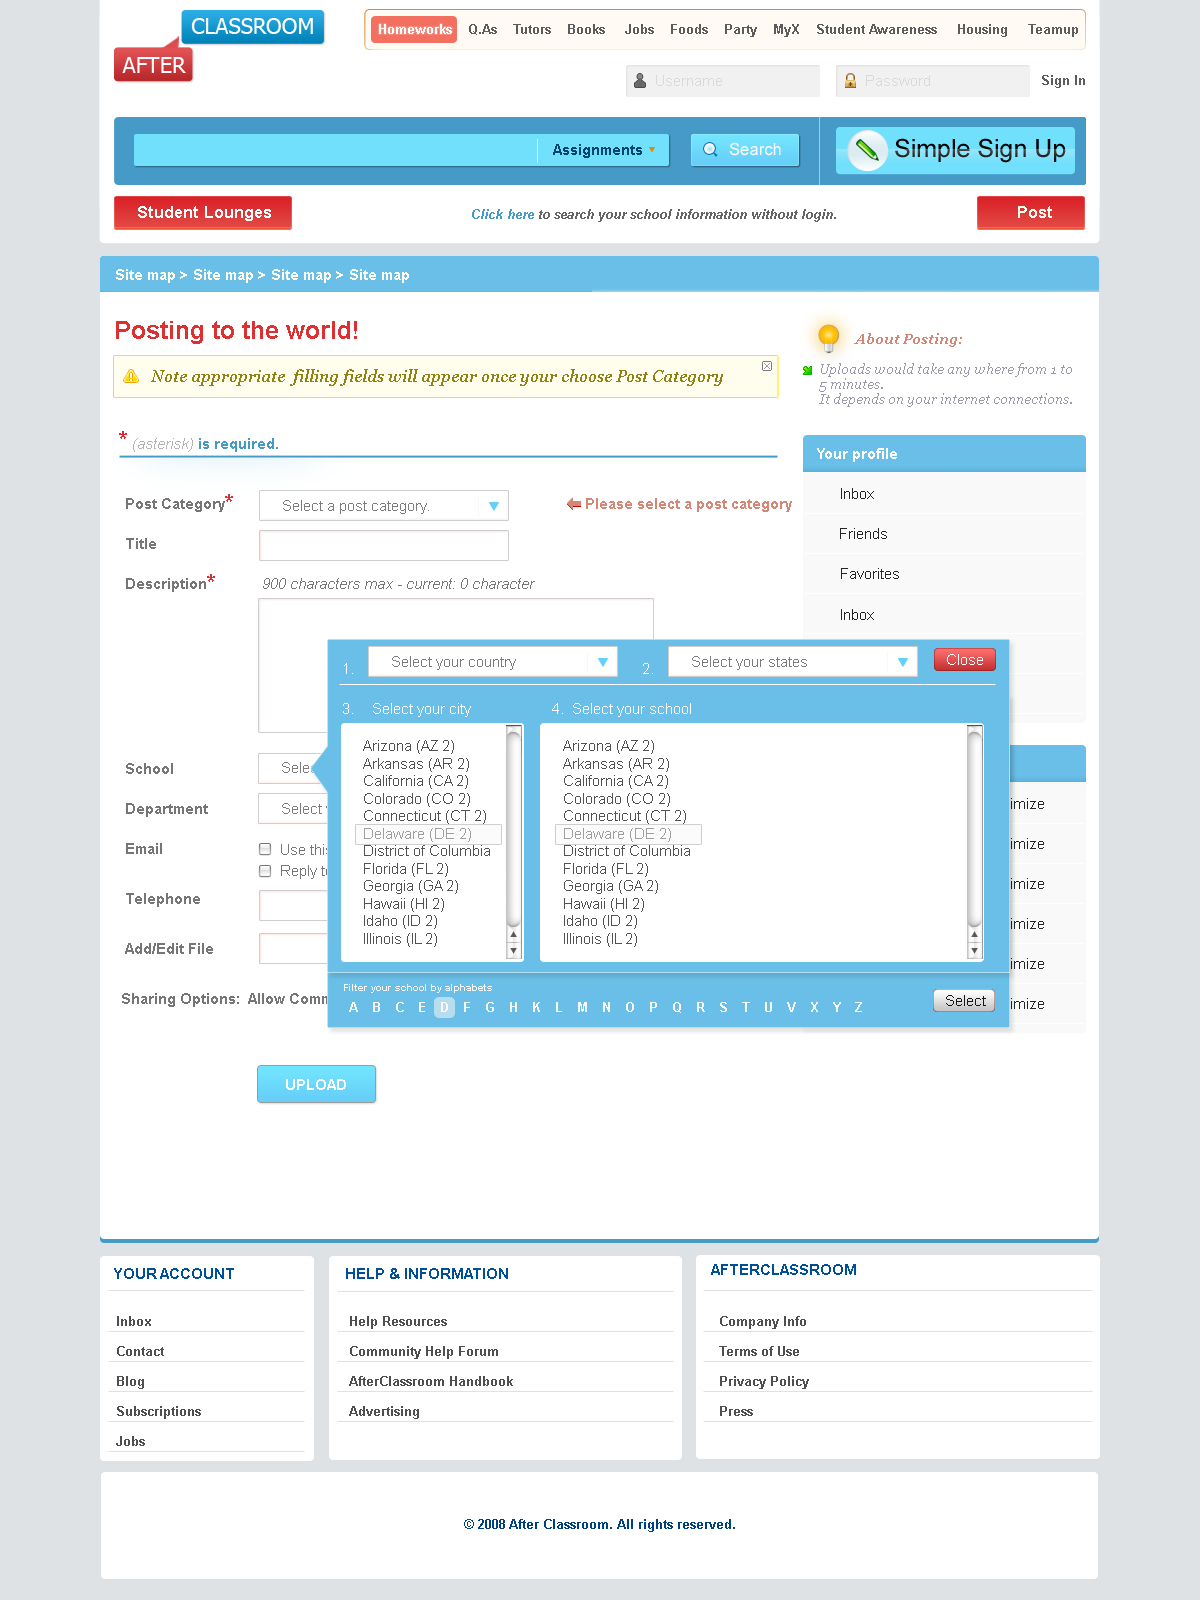 CLASSROOM
AFTER
Homeworks Q.As Tutors Books Jobs Foods Party MyX Student Awareness Housing Teamup
Username Password Sign In
Assignments Search Simple Sign Up
Student Lounges Click here to search your school information without login. Post
Site map > Site map > Site map > Site map
Posting to the world!
Note appropriate filling fields will appear once your choose Post Category
About Posting:
Uploads would take any where from 1 to
5 minutes.
It depends on your internet connections.
* (asterisk) is required.
Your profile
Inbox
Friends
Favorites
Inbox
Post Category* Select a post category. Please select a post category
Title
Description* 900 characters max - current: 0 character
1. Select your country 2. Select your states Close
3. Select your city 4. Select your school
Arizona (AZ 2) Arizona (AZ 2)
Arkansas (AR 2) Arkansas (AR 2)
California (CA 2) California (CA 2)
Colorado (CO 2) Colorado (CO 2)
Connecticut (CT 2) Connecticut (CT 2)
Delaware (DE 2) Delaware (DE 2)
District of Columbia District of Columbia
Florida (FL 2) Florida (FL 2)
Georgia (GA 2) Georgia (GA 2)
Hawaii (HI 2) Hawaii (HI 2)
Idaho (ID 2) Idaho (ID 2)
Illinois (IL 2) Illinois (IL 2)
Filter your school by alphabets
A B C E D F G H K L M N O P Q R S T U V X Y Z
Select
School Selec
Department Select
Email Use this
Reply to
Telephone
Add/Edit File
Sharing Options: Allow Comm
imize
imize
imize
imize
imize
imize
UPLOAD
YOUR ACCOUNT
Inbox
Contact
Blog
Subscriptions
Jobs
HELP & INFORMATION
Help Resources
Community Help Forum
AfterClassroom Handbook
Advertising
AFTERCLASSROOM
Company Info
Terms of Use
Privacy Policy
Press
© 2008 After Classroom. All rights reserved.